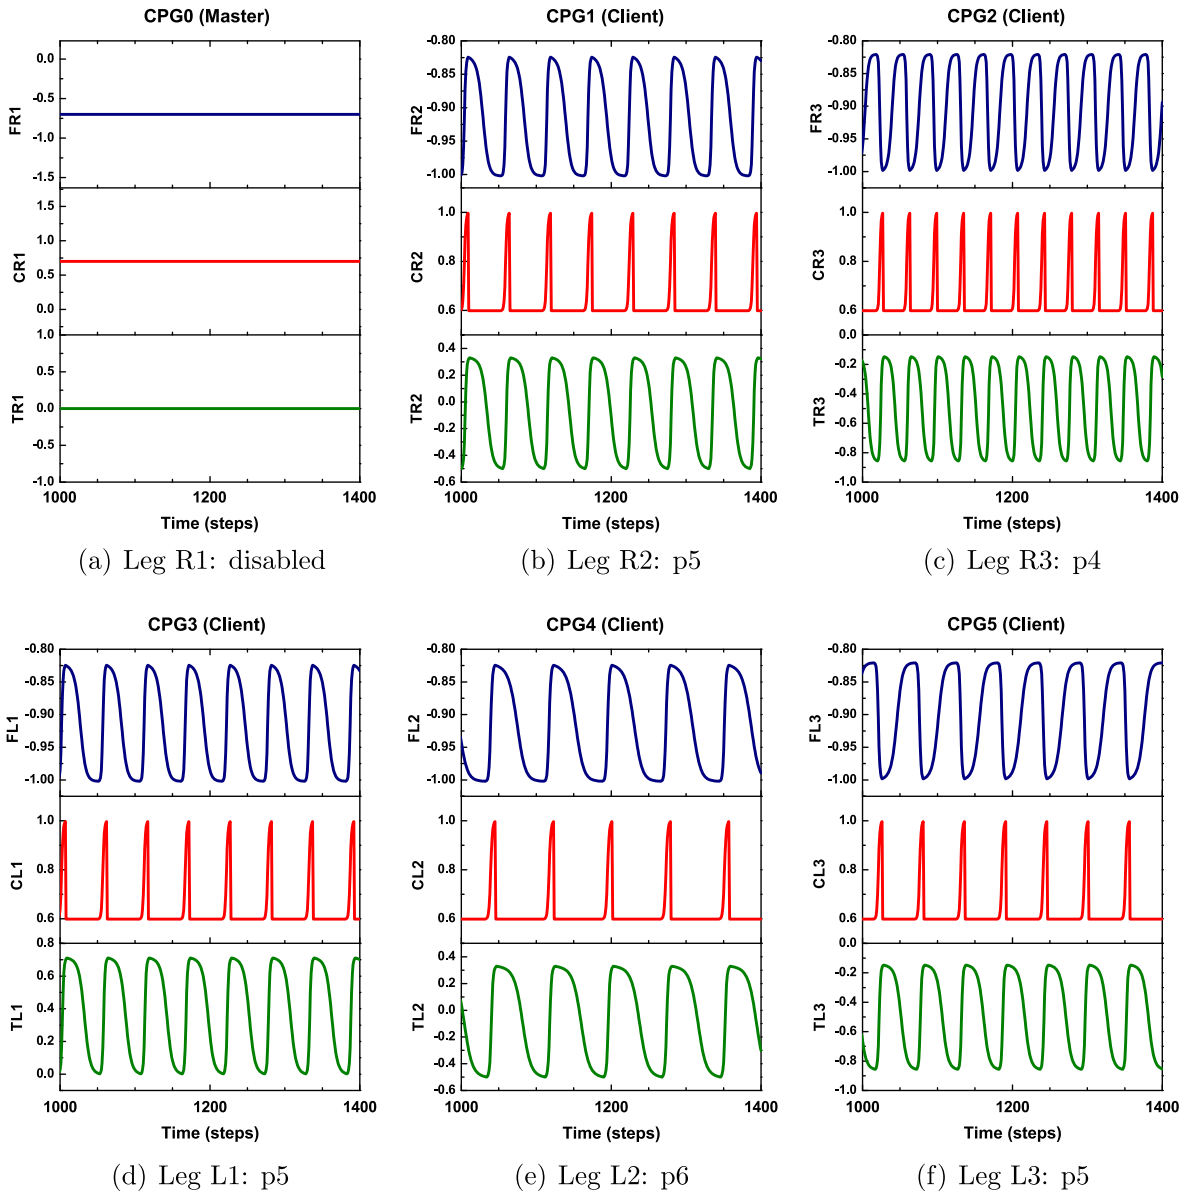 CPG0 (Master)
0.0
-0.5
-1.0
-1.5
FR1
1.5
1.0
0.5
0.0
CR1
1.0
0.5
0.0
-0.5
-1.0
TR1
1000 1200 1400
Time (steps)
(a) Leg R1: disabled
CPG1 (Client)
-0.80
-0.85
-0.90
-0.95
-1.00
FR2
1.0
0.8
0.6
CR2
0.4
0.2
0.0
-0.2
-0.4
-0.6
TR2
1000 1200 1400
Time (steps)
(b) Leg R2: p5
CPG2 (Client)
-0.80
-0.85
-0.90
-0.95
-1.00
FR3
1.0
0.8
0.6
CR3
0.0
-0.2
-0.4
-0.6
-0.8
-1.0
TR3
1000 1200 1400
Time (steps)
(c) Leg R3: p4
CPG3 (Client)
-0.80
-0.85
-0.90
-0.95
-1.00
FL1
1.0
0.8
0.6
CL1
0.8
0.6
0.4
0.2
0.0
TL1
1000 1200 1400
Time (steps)
(d) Leg L1: p5
CPG4 (Client)
-0.80
-0.85
-0.90
-0.95
-1.00
FL2
1.0
0.8
0.6
CL2
0.4
0.2
0.0
-0.2
-0.4
-0.6
TL2
1000 1200 1400
Time (steps)
(e) Leg L2: p6
CPG5 (Client)
-0.80
-0.85
-0.90
-0.95
-1.00
FL3
1.0
0.8
0.6
CL3
0.0
-0.2
-0.4
-0.6
-0.8
-1.0
TL3
1000 1200 1400
Time (steps)
(f) Leg L3: p5